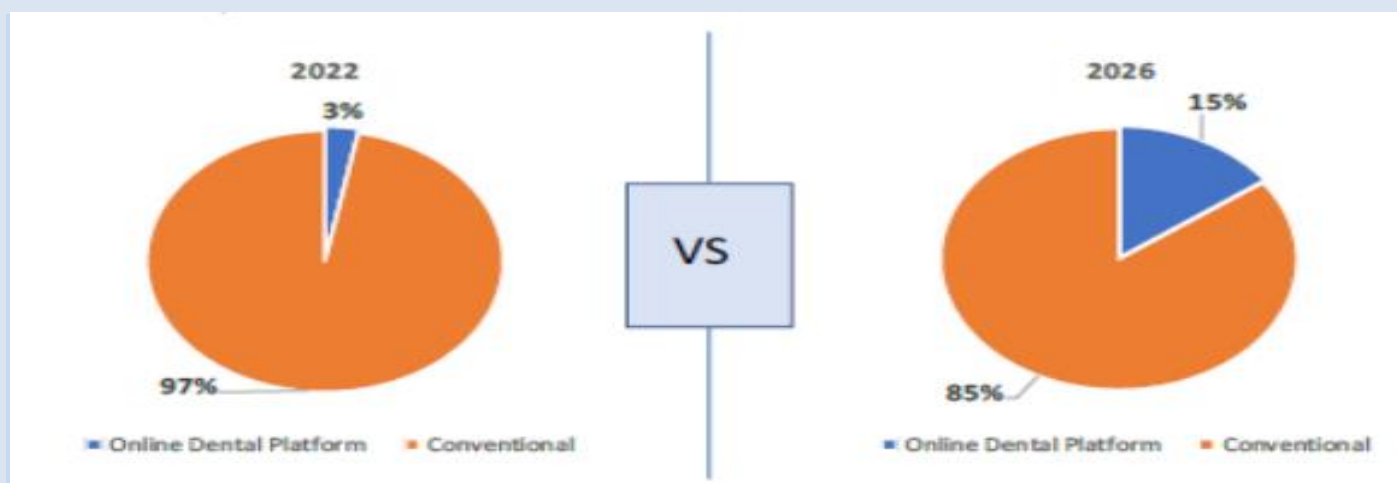 2022
3%
97%
Online Dental Platform Conventional
VS
2026
15%
85%
Online Dental Platform Conventional